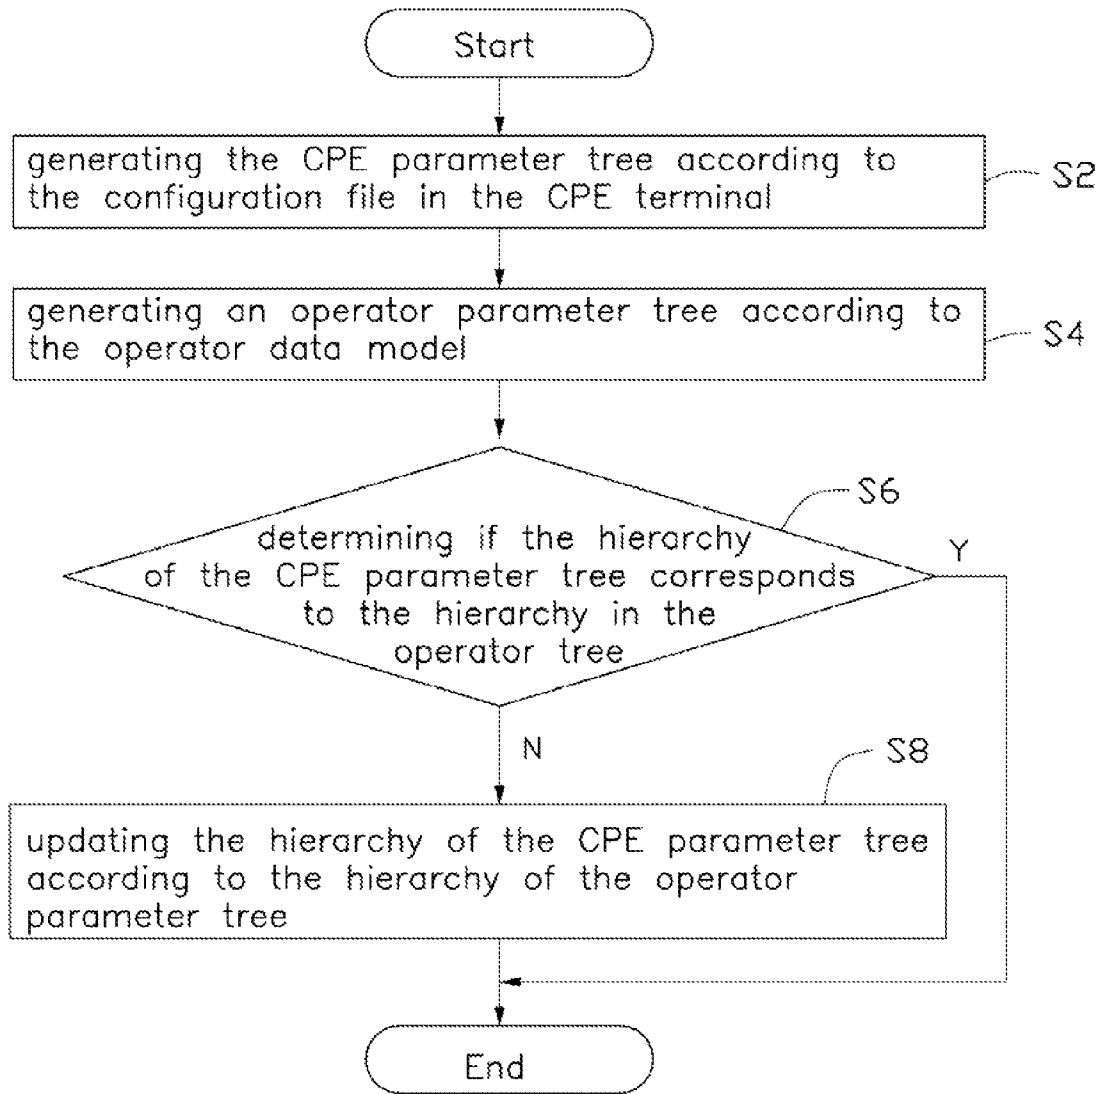 Start
generating the CPE parameter tree according to
the configuration file in the CPE terminal
S2
generating an operator parameter tree according to
the operator data model
S4
S6
determining if the hierarchy
of the CPE parameter tree corresponds
to the hierarchy in the
operator tree
Y
N
S8
updating the hierarchy of the CPE parameter tree
according to the hierarchy of the operator
parameter tree
End